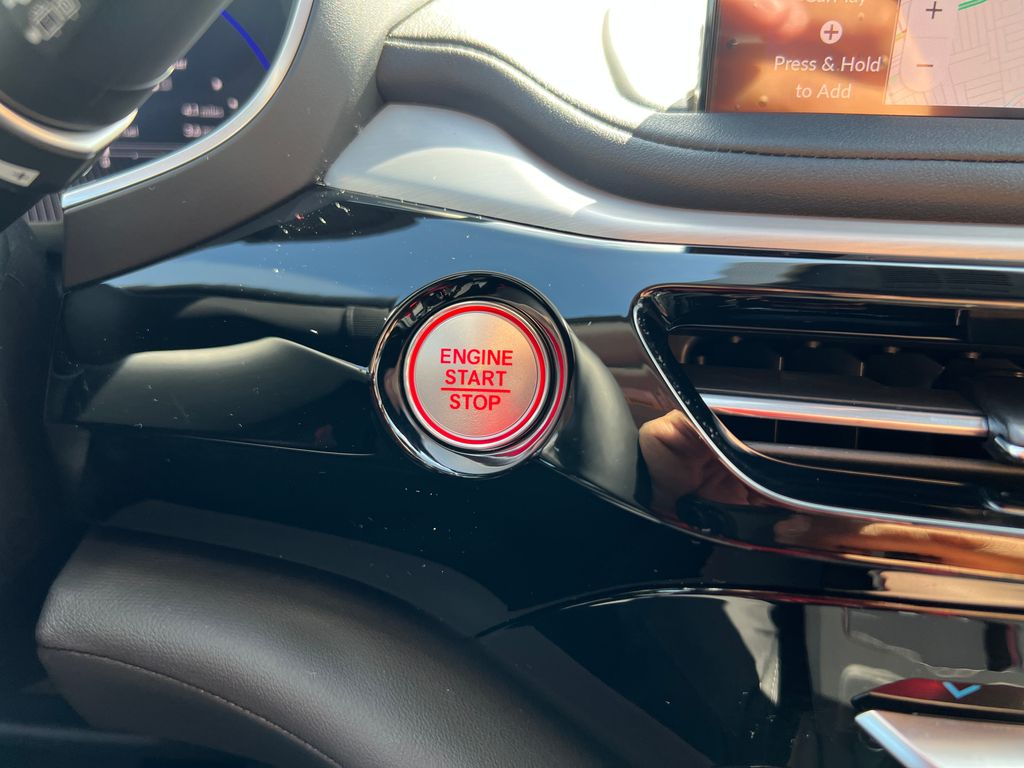 Press & Hold
to Add
ENGINE
START
STOP